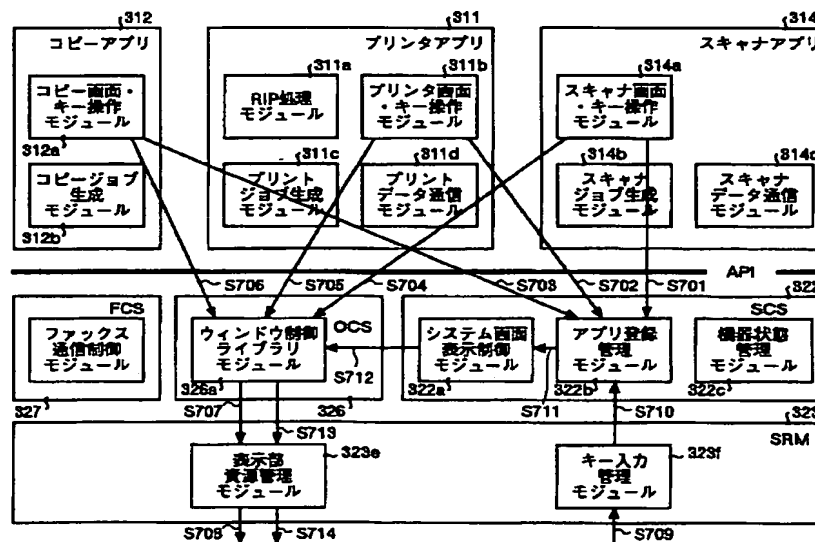 312
311
314
コピーアプリ
プリンタアプリ
スキャナアプリ
311a
311b
314a
コピー画面・
キー操作
モジュール
RIP処理
モジュール
プリンタ画面
・キー操作
モジュール
スキャナ画面
・キー操作
モジュール
312a
311c
311d
314b
314c
コピージョブ
生成
モジュール
プリント
ジョブ生成
モジュール
プリント
データ通信
モジュール
スキャナ
ジョブ生成
モジュール
スキャナ
データ通信
モジュール
312b
API
S706
S705
S704
S703
S702
S701
322
FCS
OCS
SCS
ファックス
通信制御
モジュール
ウィンドウ制御
ライブラリ
モジュール
システム画面
表示制御
モジュール
アプリ登録
管理
モジュール
機器状態
管理
モジュール
S712
326a
322a
322b
322c
327
S707
326
S711
S710
323
S713
SRM
表示部
資源管理
モジュール
323e
キー入力
管理
モジュール
323f
S708
S714
S709